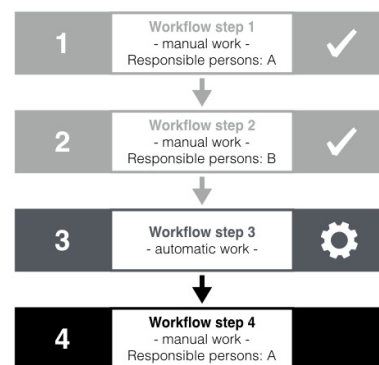 1
Workflow step 1
- manual work -
Responsible persons: A
2
Workflow step 2
- manual work -
Responsible persons: B
3
Workflow step 3
- automatic work -
4
Workflow step 4
- manual work -
Responsible persons: A